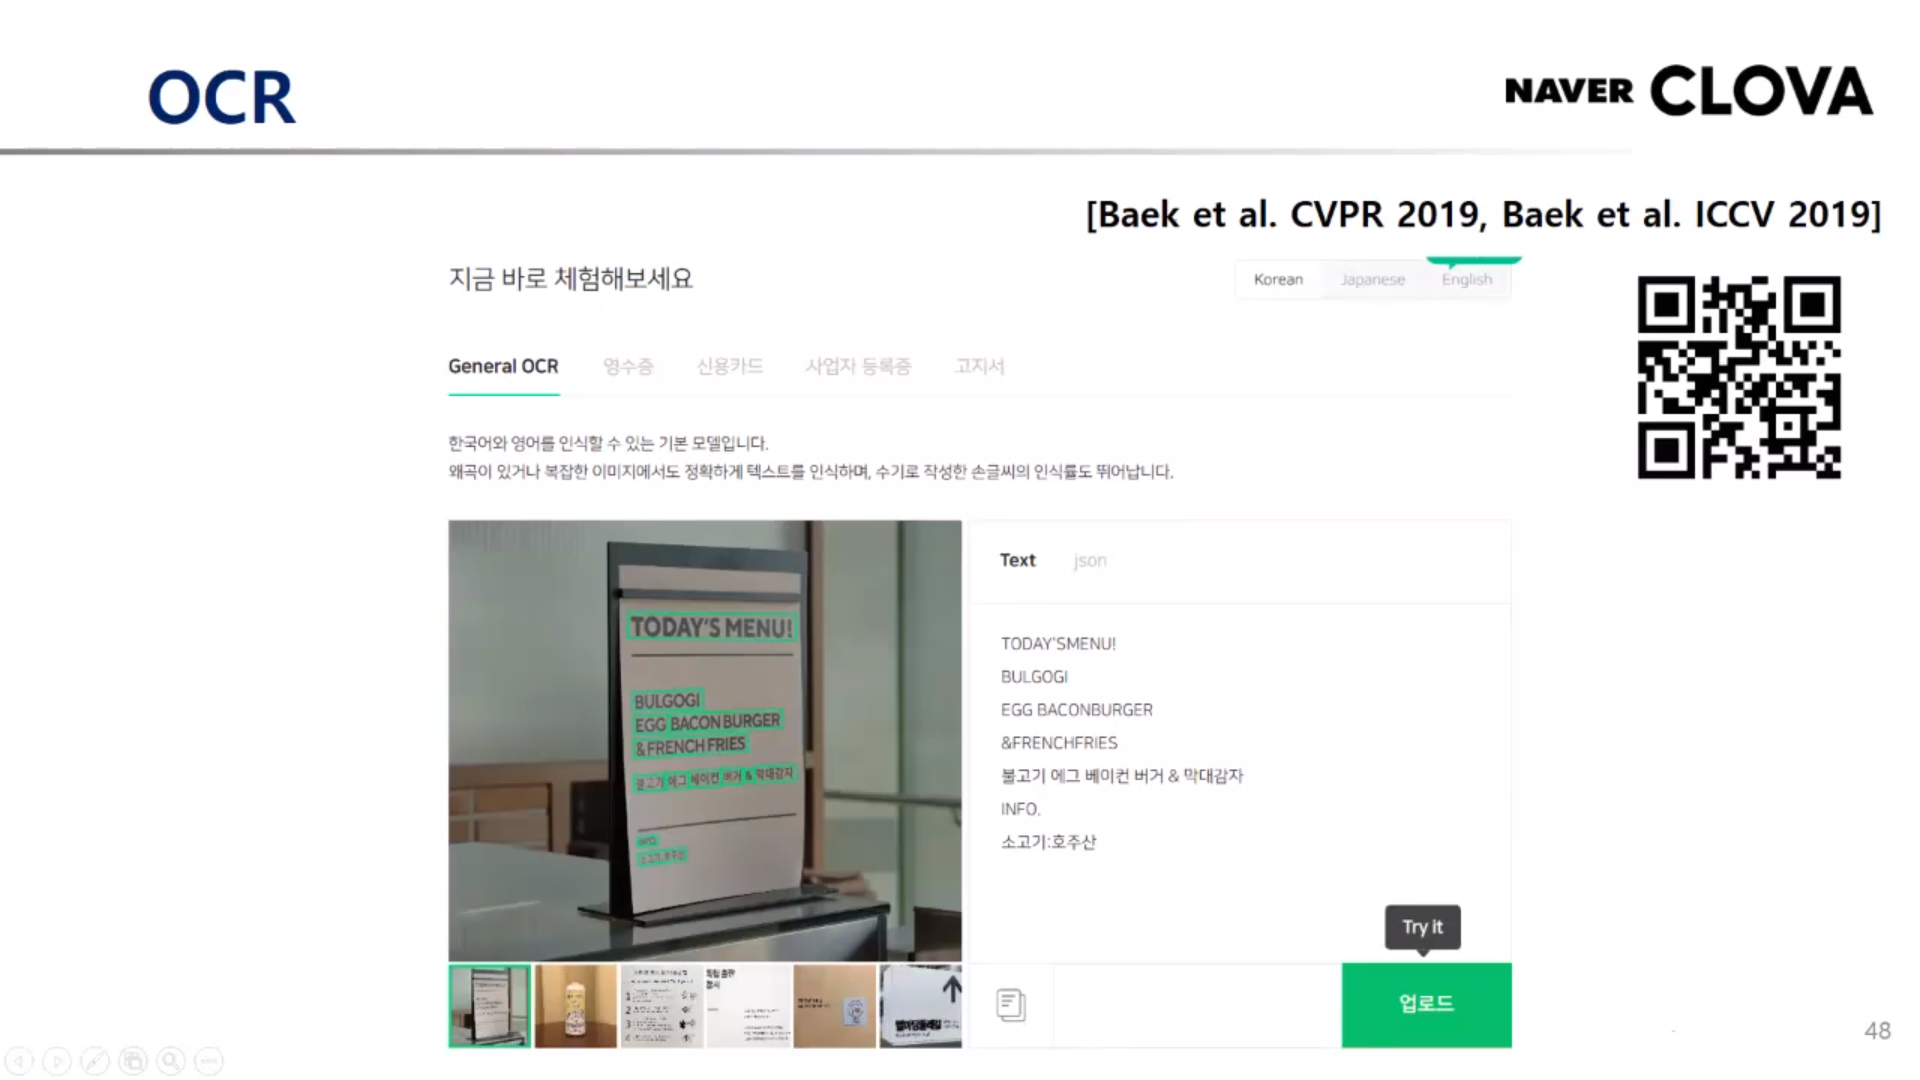 OCR
NAVER CLOVA
[Baek et al. CVPR 2019, Baek et al. ICCV 2019]
지금 바로 체험해보세요
Korean Japanese English
General OCR 영수증 신용카드 사업자 등록증 고지서
한국어와 영어를 인식할 수 있는 기본 모델입니다.
왜곡이 있거나 복잡한 이미지에서도 정확하게 텍스트를 인식하며, 수기로 작성한 손글씨의 인식률도 뛰어납니다.
TODAY'S MENU!
BULGOGI
EGG BACON BURGER
& FRENCH FRIES
불고기 에그 베이컨 버거 & 막대감자
INFO.
소고기:호주산
Text json
TODAY'SMENU!
BULGOGI
EGG BACONBURGER
&FRENCHFRIES
불고기 에그 베이컨 버거 & 막대감자
INFO.
소고기:호주산
Try it
업로드
48